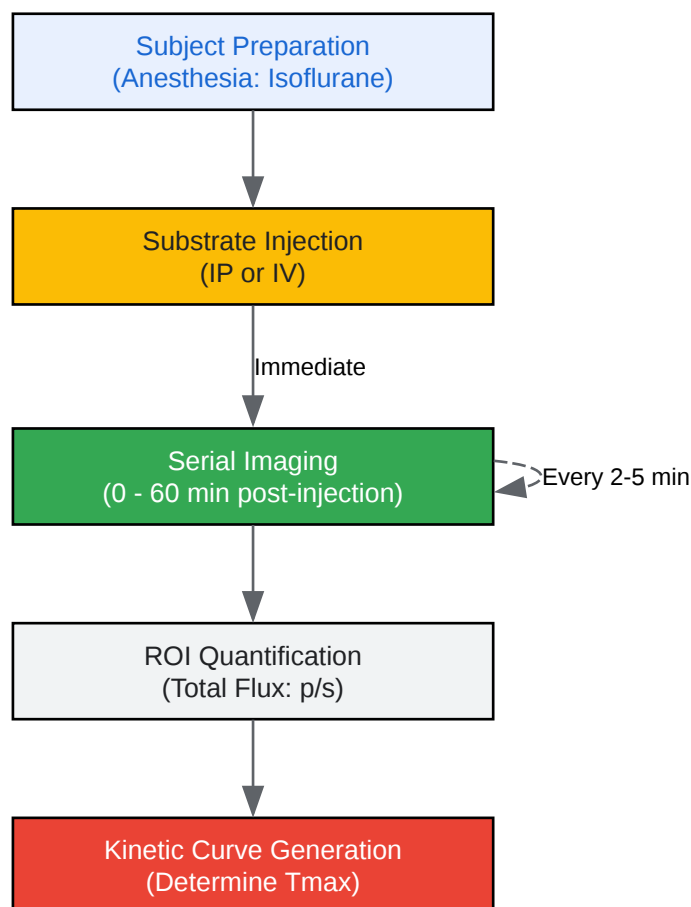 Subject Preparation
(Anesthesia: Isoflurane)
Substrate Injection
(IP or IV)
Immediate
Serial Imaging
(0 - 60 min post-injection)
Every 2-5 min
ROI Quantification
(Total Flux: p/s)
Kinetic Curve Generation
(Determine Tmax)